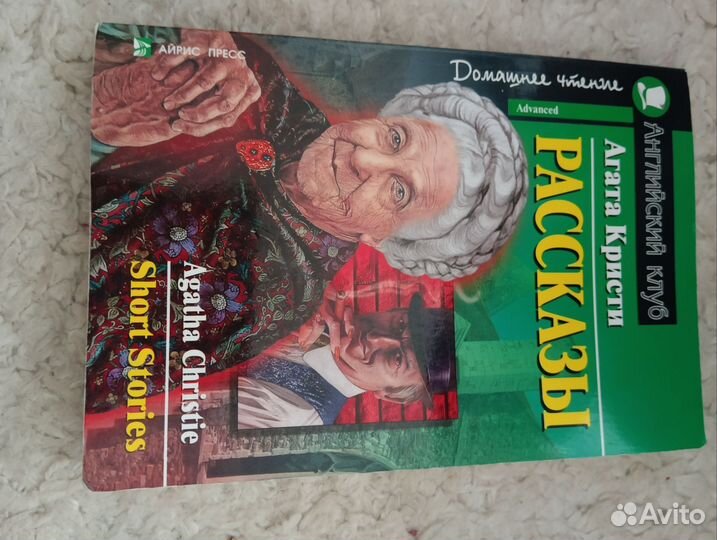 Английский клуб
Домашнее чтение
Advanced
Агата Кристи
РАССКАЗЫ
Agatha Christie
Short Stories
АЙРИС ПРЕСС
Avito